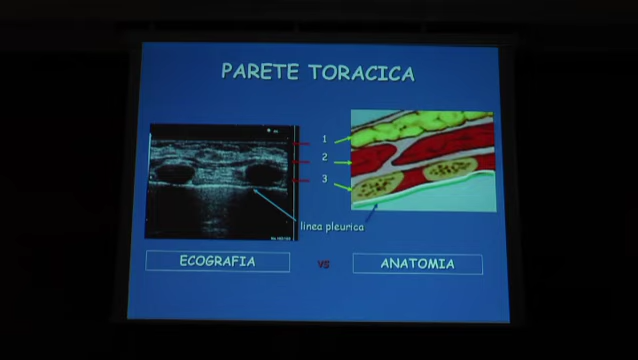 PARETE TORACICA
1
2
3
linea pleurica
ECOGRAFIA
vs
ANATOMIA